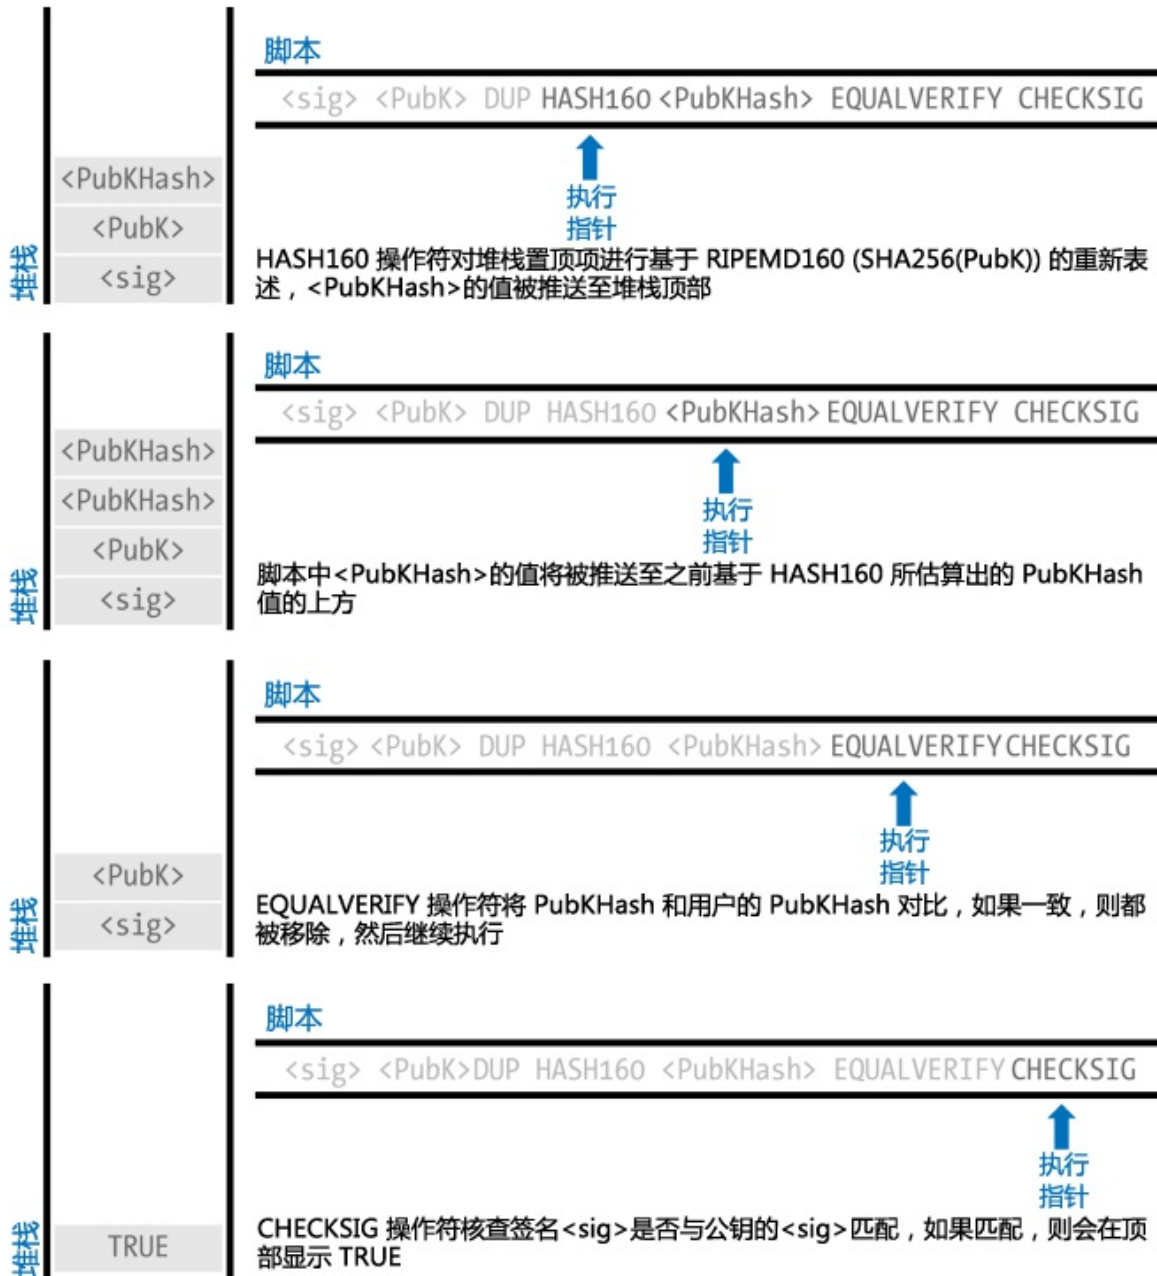 脚本
<sig> <PubK> DUP HASH160 <PubKHash> EQUALVERIFY CHECKSIG
执行
指针
<PubKHash>
<PubK>
<sig>
堆栈
HASH160 操作符对堆栈置顶项进行基于 RIPEMD160 (SHA256(PubK)) 的重新表
述，<PubKHash>的值被推送至堆栈顶部
脚本
<sig> <PubK> DUP HASH160 <PubKHash> EQUALVERIFY CHECKSIG
执行
指针
<PubKHash>
<PubKHash>
<PubK>
<sig>
堆栈
脚本中<PubKHash>的值将被推送至之前基于 HASH160 所估算出的 PubKHash
值的上方
脚本
<sig> <PubK> DUP HASH160 <PubKHash> EQUALVERIFY CHECKSIG
执行
指针
<PubK>
<sig>
堆栈
EQUALVERIFY 操作符将 PubKHash 和用户的 PubKHash 对比，如果一致，则都
被移除，然后继续执行
脚本
<sig> <PubK> DUP HASH160 <PubKHash> EQUALVERIFY CHECKSIG
执行
指针
TRUE
堆栈
CHECKSIG 操作符核查签名<sig>是否与公钥的<sig>匹配，如果匹配，则会在顶
部显示 TRUE